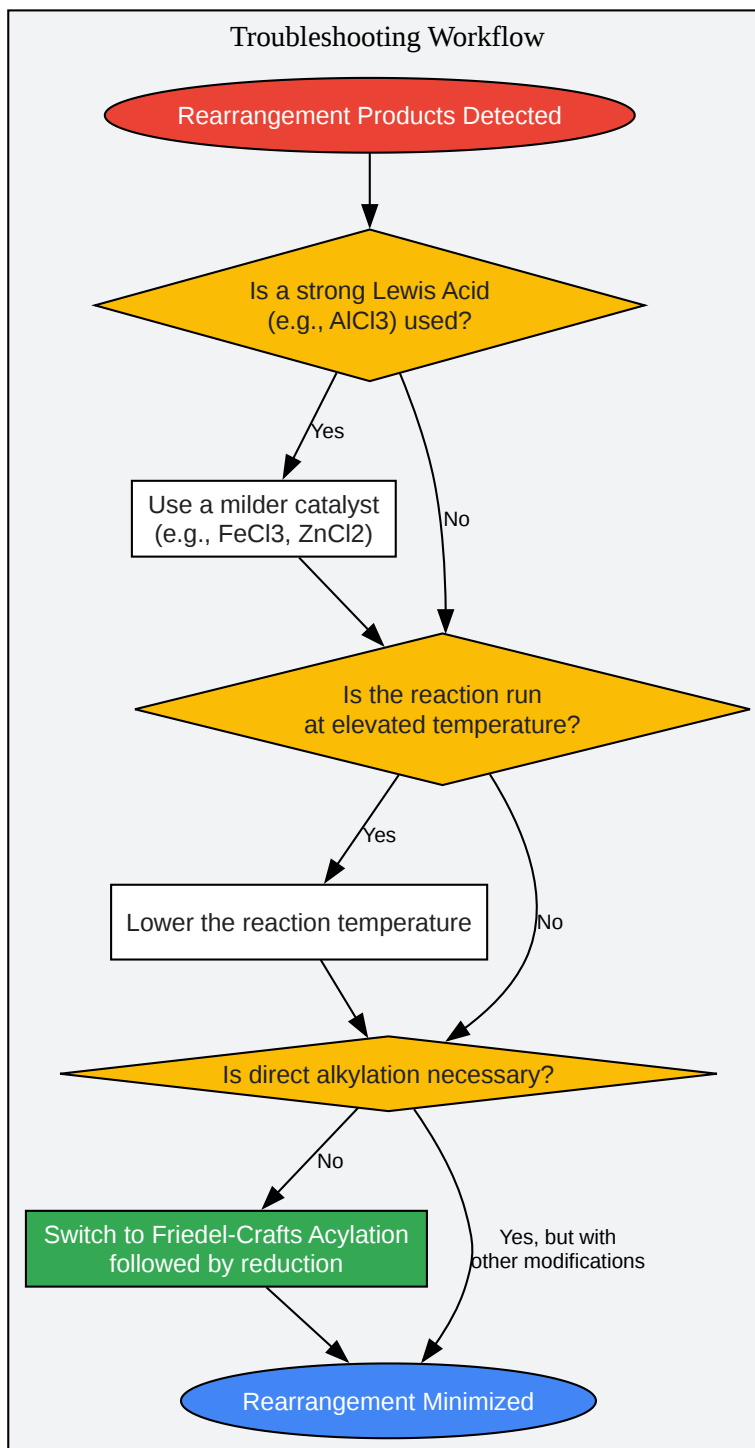 Troubleshooting Workflow
Rearrangement Products Detected
Is a strong Lewis Acid
(e.g., AlCl3) used?
Yes
Use a milder catalyst
(e.g., FeCl3, ZnCl2)
No
Is the reaction run
at elevated temperature?
Yes
Lower the reaction temperature
No
Is direct alkylation necessary?
No
Switch to Friedel-Crafts Acylation
followed by reduction
Yes, but with
other modifications
Rearrangement Minimized